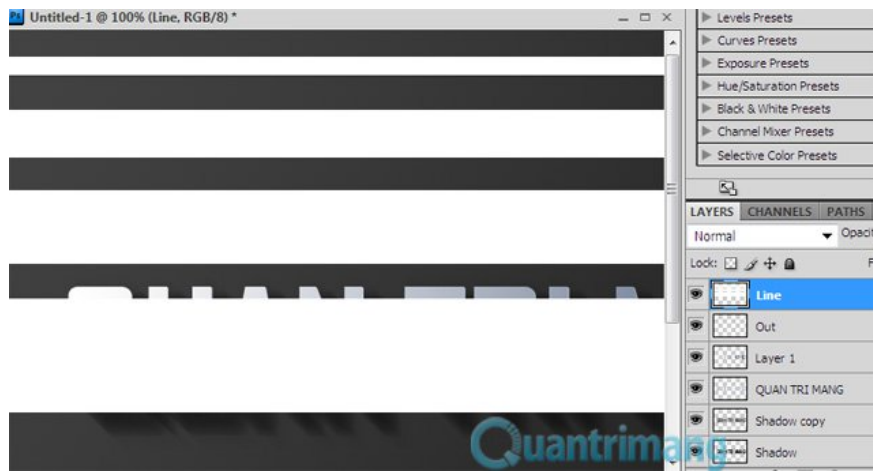 Ps Untitled-1 @ 100% (Line, RGB/8) *
Levels Presets
Curves Presets
Exposure Presets
Hue/Saturation Presets
Black & White Presets
Channel Mixer Presets
Selective Color Presets
LAYERS CHANNELS PATHS
Normal Opacit
Lock: F
Line
Out
Layer 1
QUAN TRI MANG
Shadow copy
Shadow
Quantrimang